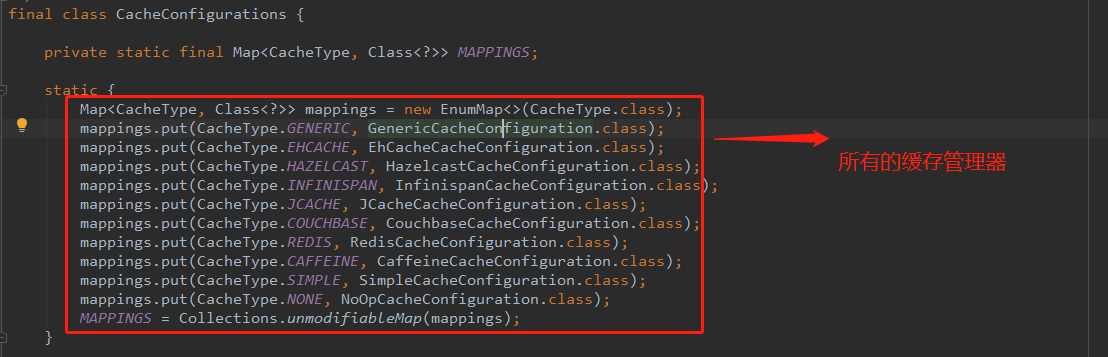 final class CacheConfigurations {
private static final Map<CacheType, Class<?>> MAPPINGS;
static {
Map<CacheType, Class<?>> mappings = new EnumMap<>(CacheType.class);
mappings.put(CacheType.GENERIC, GenericCacheConfiguration.class);
mappings.put(CacheType.EHCACHE, EhCacheCacheConfiguration.class);
mappings.put(CacheType.HAZELCAST, HazelcastCacheConfiguration.class);
mappings.put(CacheType.INFINISPAN, InfinispanCacheConfiguration.class);
mappings.put(CacheType.JCACHE, JCacheCacheConfiguration.class);
mappings.put(CacheType.COUCHBASE, CouchbaseCacheConfiguration.class);
mappings.put(CacheType.REDIS, RedisCacheConfiguration.class);
mappings.put(CacheType.CAFFEINE, CaffeineCacheConfiguration.class);
mappings.put(CacheType.SIMPLE, SimpleCacheConfiguration.class);
mappings.put(CacheType.NONE, NoOpCacheConfiguration.class);
MAPPINGS = Collections.unmodifiableMap(mappings);
}
所有的缓存管理器